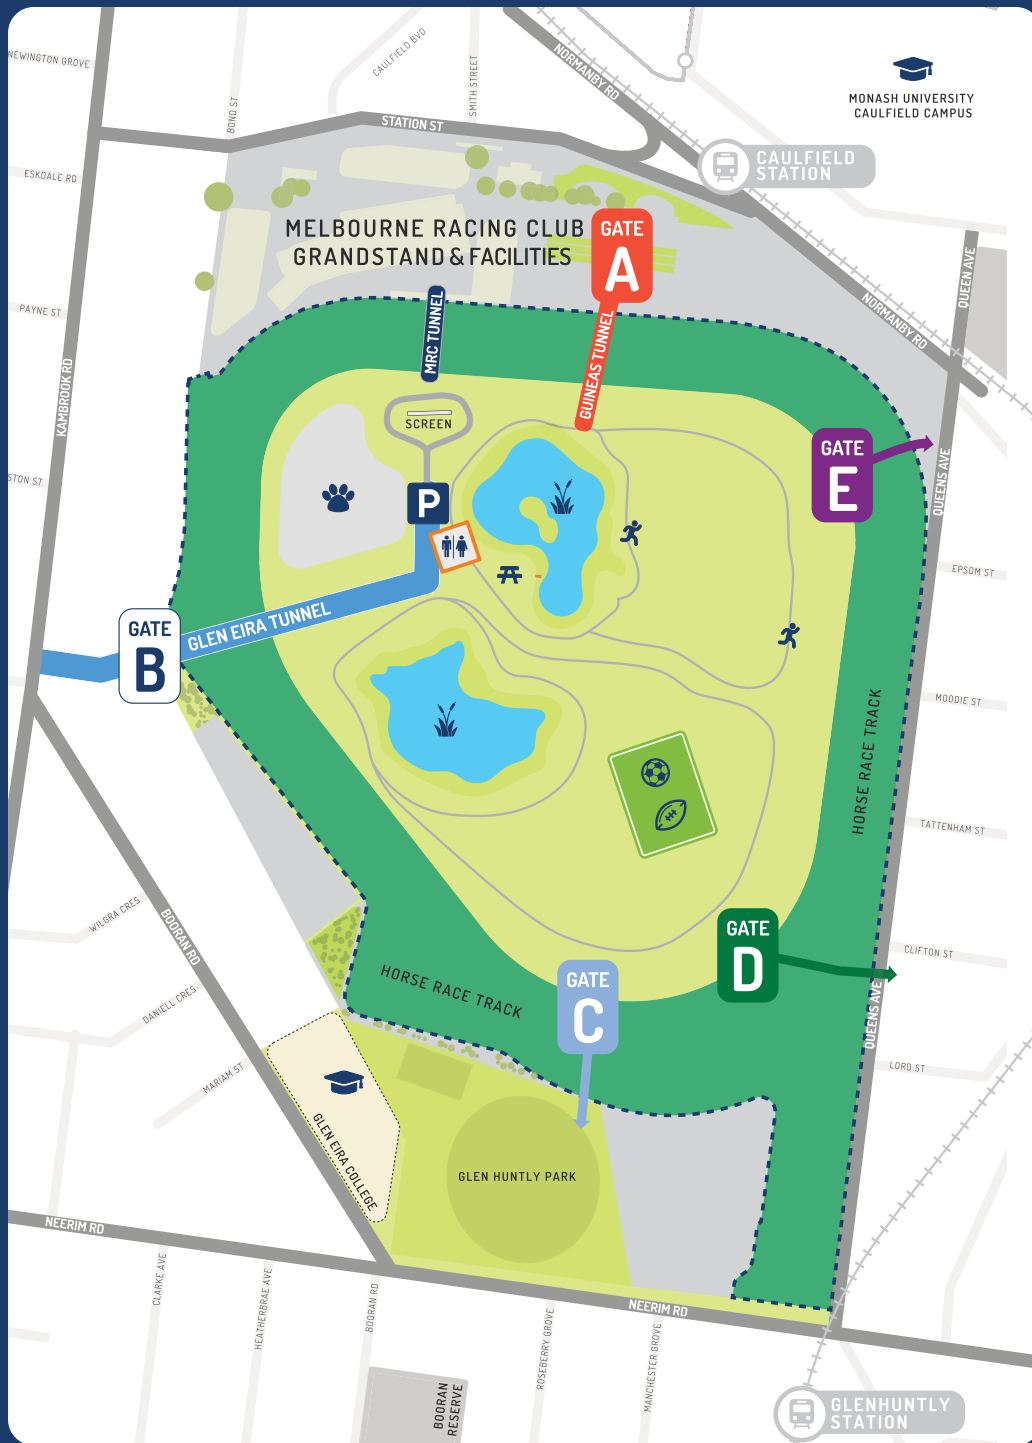 NEWINGTON GROVE
CAULFIELD BVD
SMITH STREET
BOND ST
NORMANBY RD
MONASH UNIVERSITY
CAULFIELD CAMPUS
STATION ST
CAULFIELD
STATION
ESKDALE RD
MELBOURNE RACING CLUB
GRANDSTAND & FACILITIES
GATE
A
QUEEN AVE
MRC TUNNEL
GUINEAS TUNNEL
NORMANBY RD
PAYNE ST
KAMBROOK RD
SCREEN
GATE
E
QUEENS AVE
STON ST
P
EPSOM ST
GATE
B
GLEN EIRA TUNNEL
MOODIE ST
HORSE RACE TRACK
TATTENHAM ST
WILGRA CRES
BOORAN RD
GATE
D
CLIFTON ST
HORSE RACE TRACK
GATE
C
DANIELL CRES
QUEENS AVE
MARIAM ST
LORD ST
GLEN EIRA COLLEGE
GLEN HUNTLY PARK
NEERIM RD
NEERIM RD
CLARKE AVE
HEATHERBRAE AVE
BOORAN RD
ROSEBERRY GROVE
MANCHESTER GROVE
BOORAN
RESERVE
GLENHUNTLY
STATION